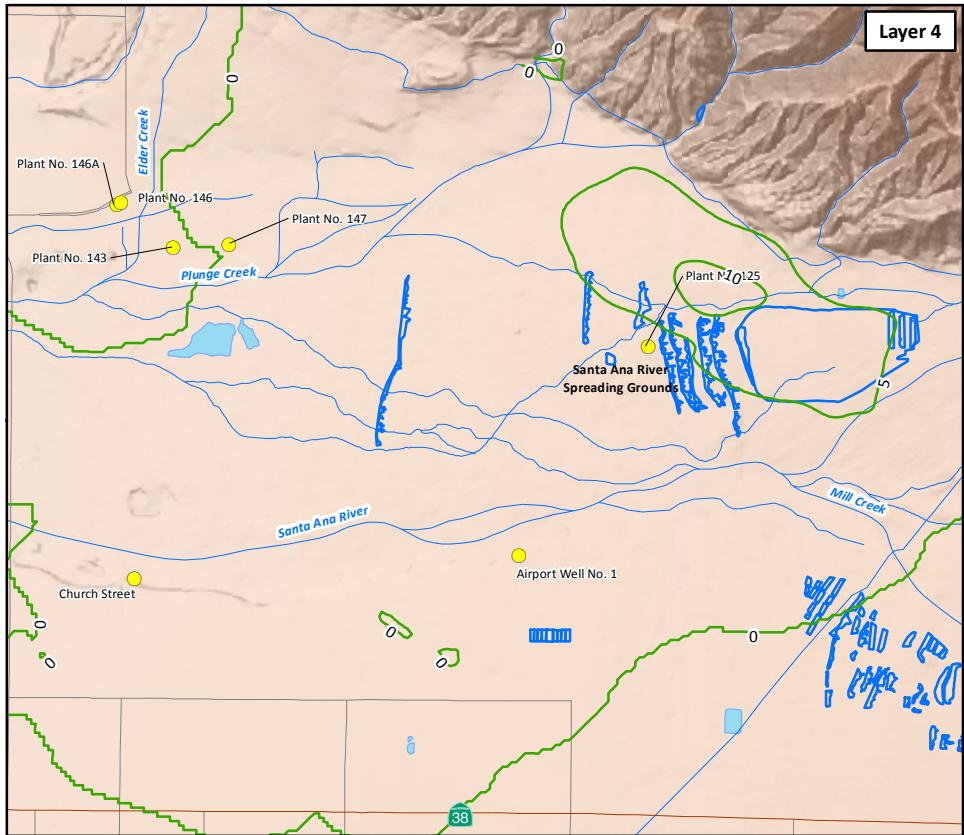 Layer 4
0
0
0
Elder Creek
Plant No. 146A
Plant No. 146
Plant No. 147
Plant No. 143
Plunge Creek
Plant No. 125
10
Santa Ana River
Spreading Grounds
5
Mill Creek
Santa Ana River
Airport Well No. 1
Church Street
0
0
0
0
0
38